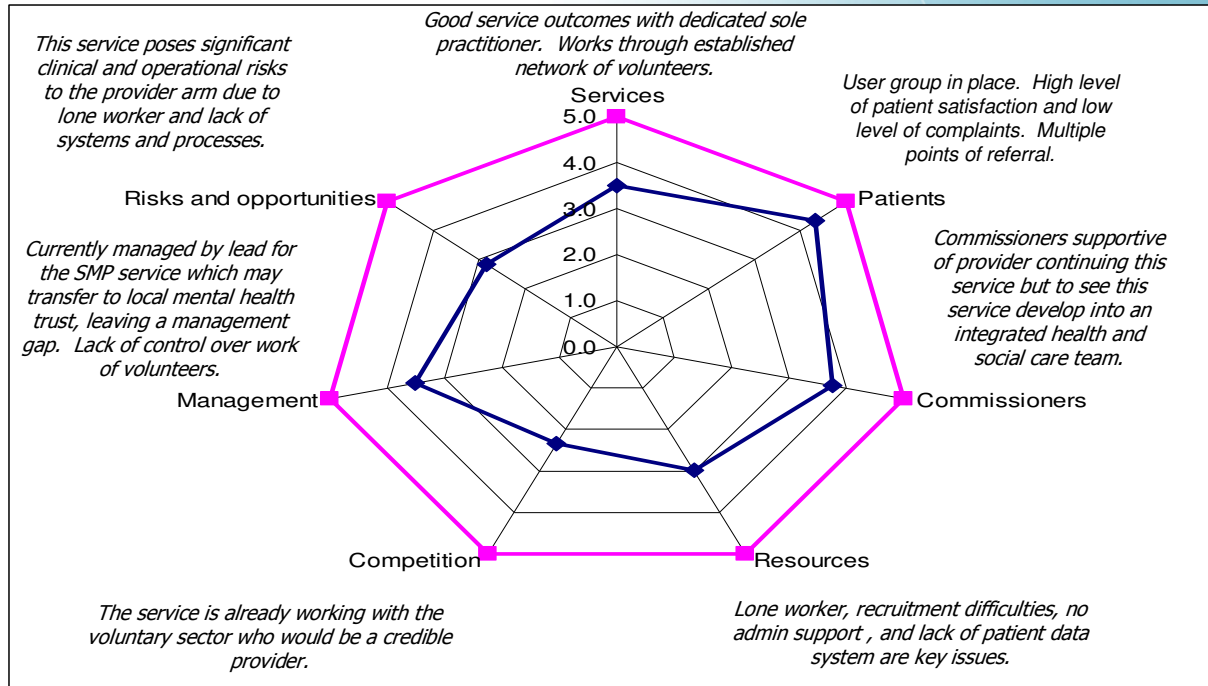 Good service outcomes with dedicated sole
practitioner.  Works through established
network of volunteers.
This service poses significant
clinical and operational risks
to the provider arm due to
lone worker and lack of
systems and processes.
User group in place.  High level
of patient satisfaction and low
level of complaints.  Multiple
points of referral.
Services
5.0
4.0
3.0
2.0
1.0
0.0
Risks and opportunities
Patients
Currently managed by lead for
the SMP service which may
transfer to local mental health
trust, leaving a management
gap.  Lack of control over work
of volunteers.
Commissioners supportive
of provider continuing this
service but to see this
service develop into an
integrated health and
social care team.
Management
Commissioners
Competition
Resources
The service is already working with the
voluntary sector who would be a credible
provider.
Lone worker, recruitment difficulties, no
admin support , and lack of patient data
system are key issues.